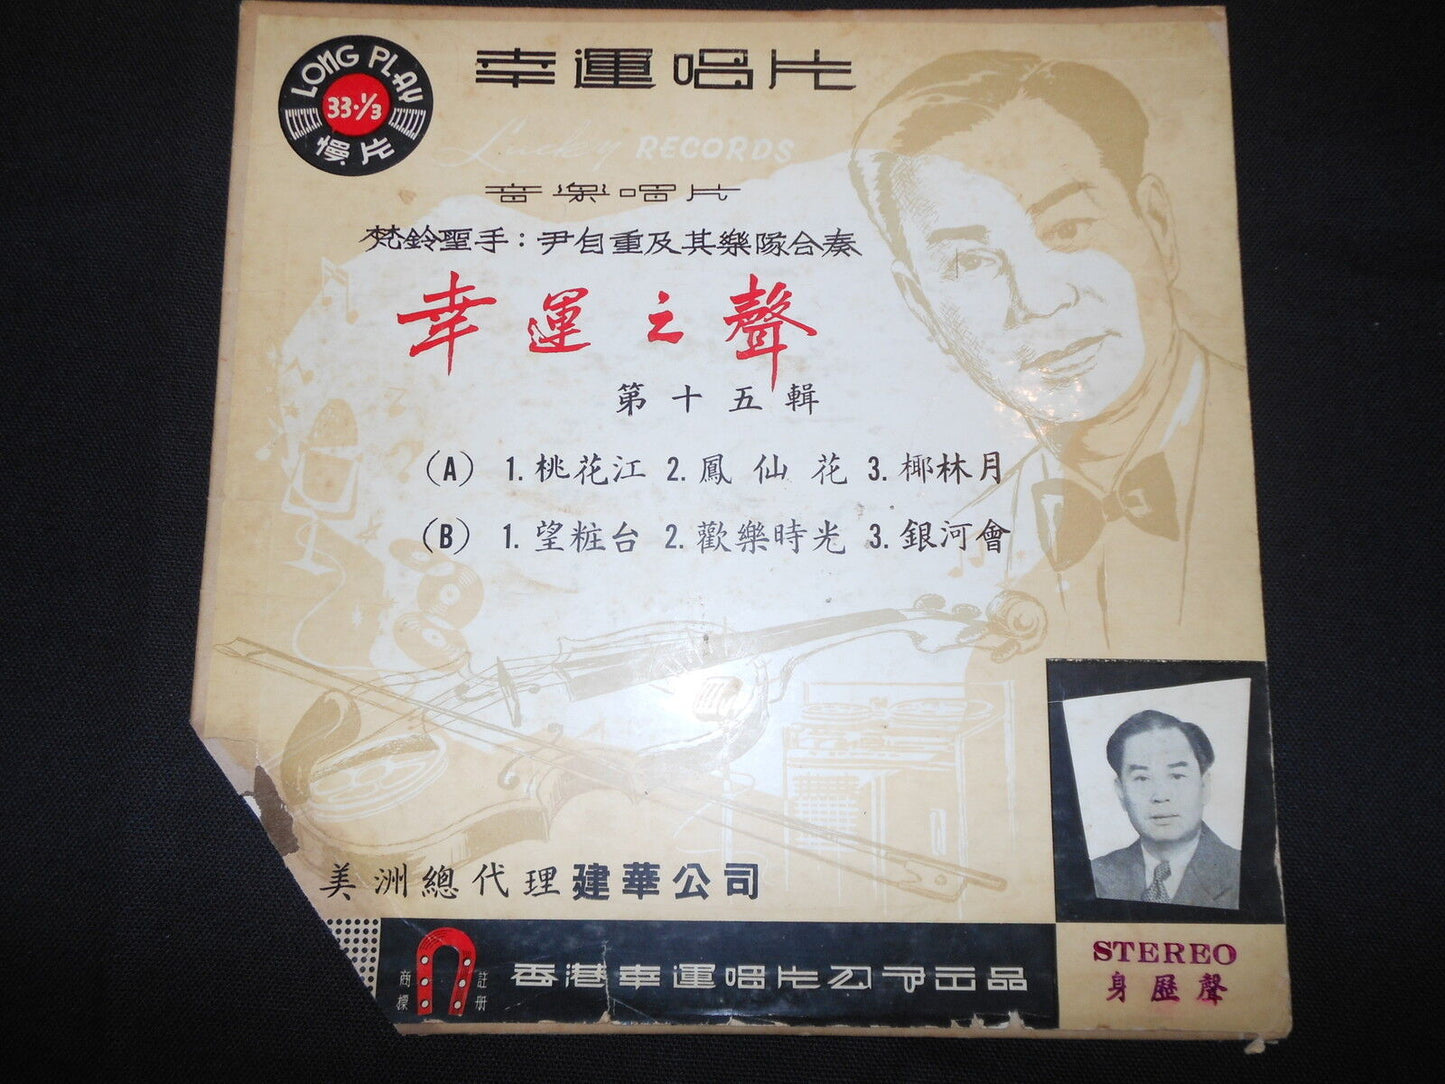 LONG PLAY
33·1/3
慢片
幸運唱片
Lucky RECORDS
音樂唱片
梵鈴聖手：尹自重及其樂隊合奏
幸運之聲
第十五輯
(A) 1. 桃花江 2. 鳳仙花 3. 椰林月
(B) 1. 望粧台 2. 歡樂時光 3. 銀河會
美洲總代理建華公司
商標 註册
香港幸運唱片公司出品
STEREO
身歷聲